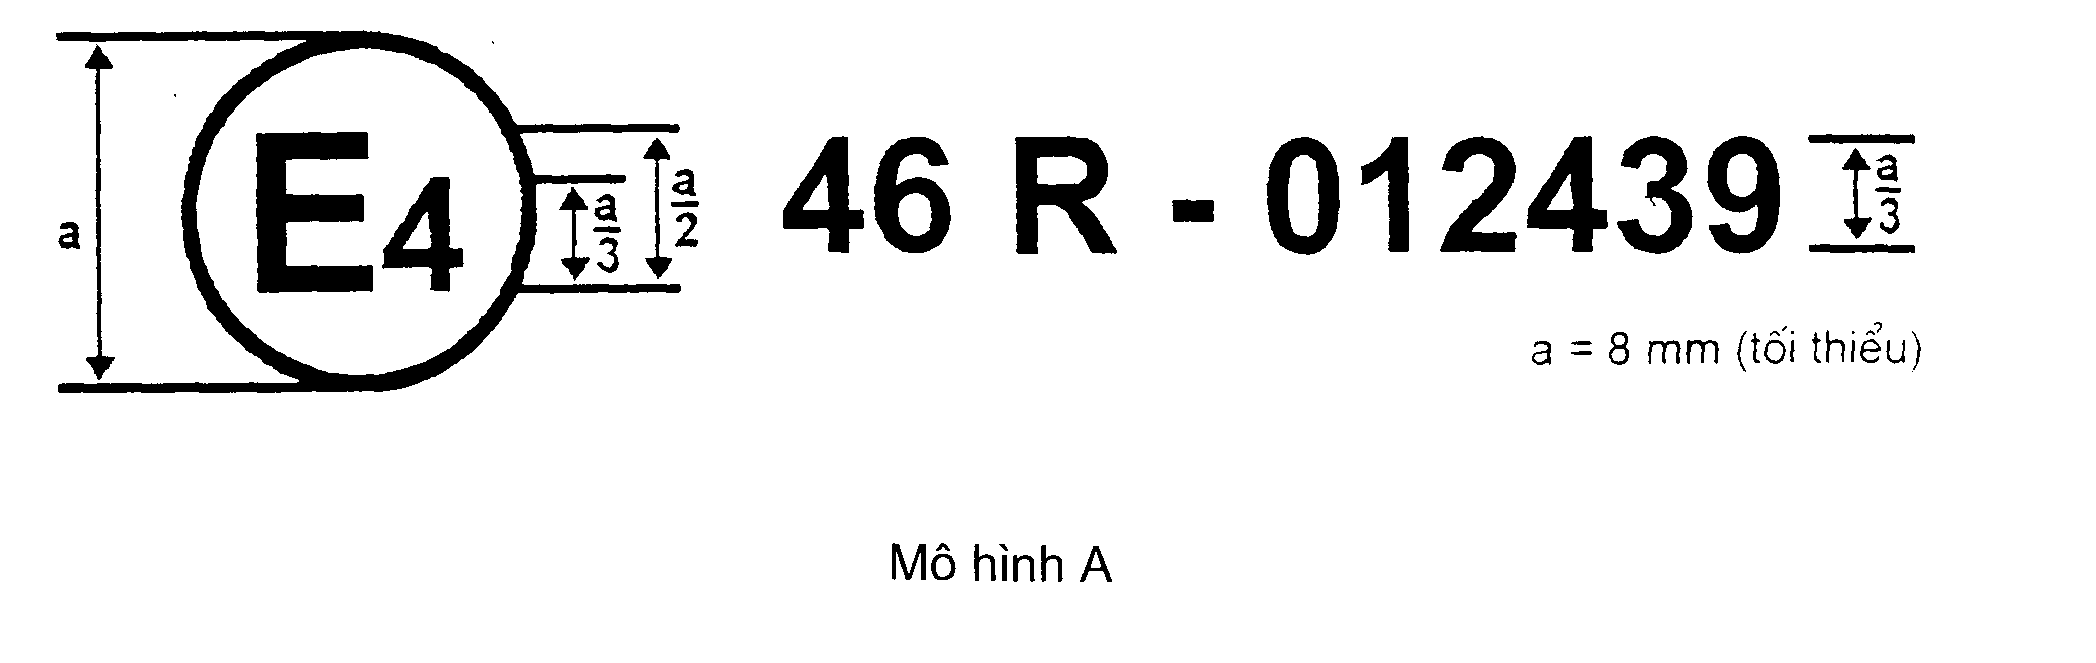 a E4 a/3 a/2 46 R - 012439 a/3
a = 8 mm (tối thiểu)
Mô hình A